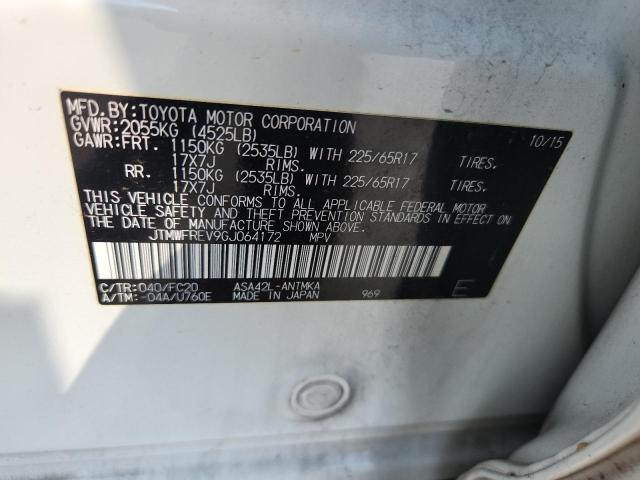 MFD.BY:TOYOTA MOTOR CORPORATION 10/15
GVWR:2055KG (4525LB)
GAWR:FRT. 1150KG (2535LB) WITH 225/65R17 TIRES.
17X7J RIMS.
RR. 1150KG (2535LB) WITH 225/65R17 TIRES.
17X7J RIMS.
THIS VEHICLE CONFORMS TO ALL APPLICABLE FEDERAL MOTOR
VEHICLE SAFETY AND THEFT PREVENTION STANDARDS IN EFFECT ON
THE DATE OF MANUFACTURE SHOWN ABOVE.
JTMWFREV9GJ064172 MPV
C/TR:040/FC20 ASA42L-ANTMKA
A/TM:-04A/U760E MADE IN JAPAN 969 E